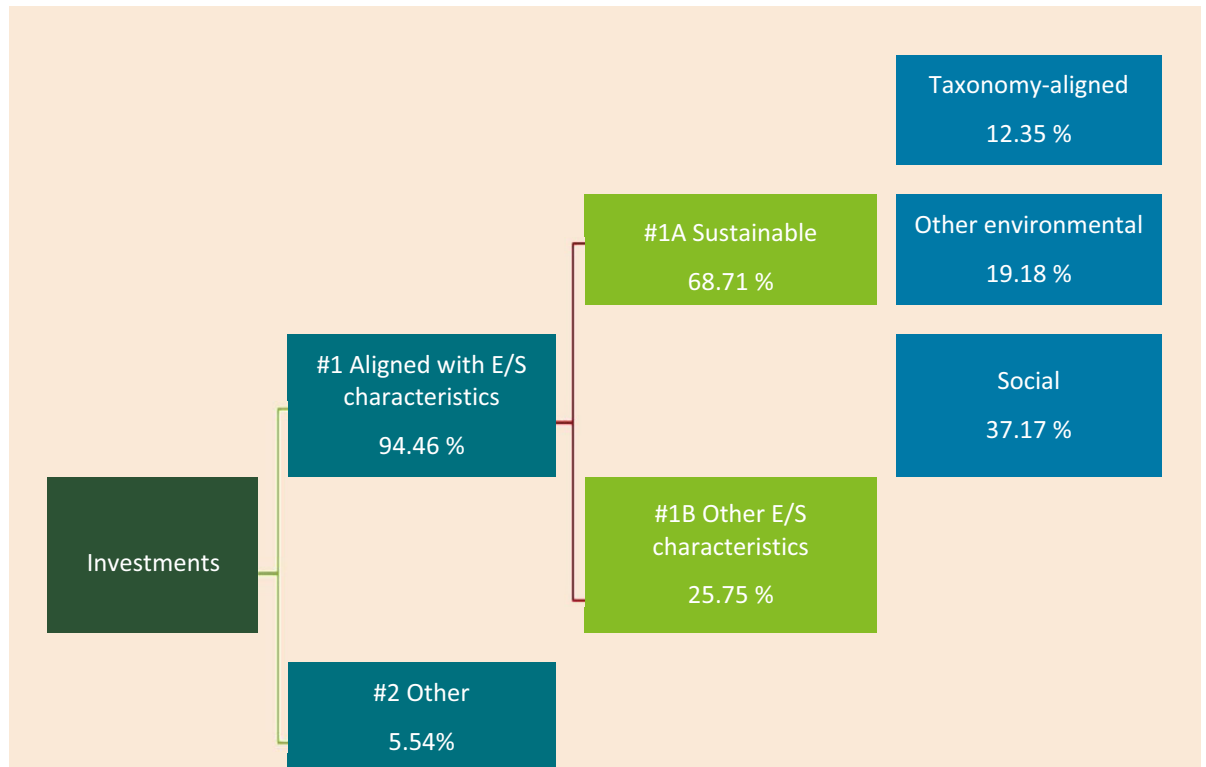 Taxonomy-aligned
12.35 %
#1A Sustainable
68.71 %
Other environmental
19.18 %
#1 Aligned with E/S
characteristics
94.46 %
Social
37.17 %
Investments
#1B Other E/S
characteristics
25.75 %
#2 Other
5.54%